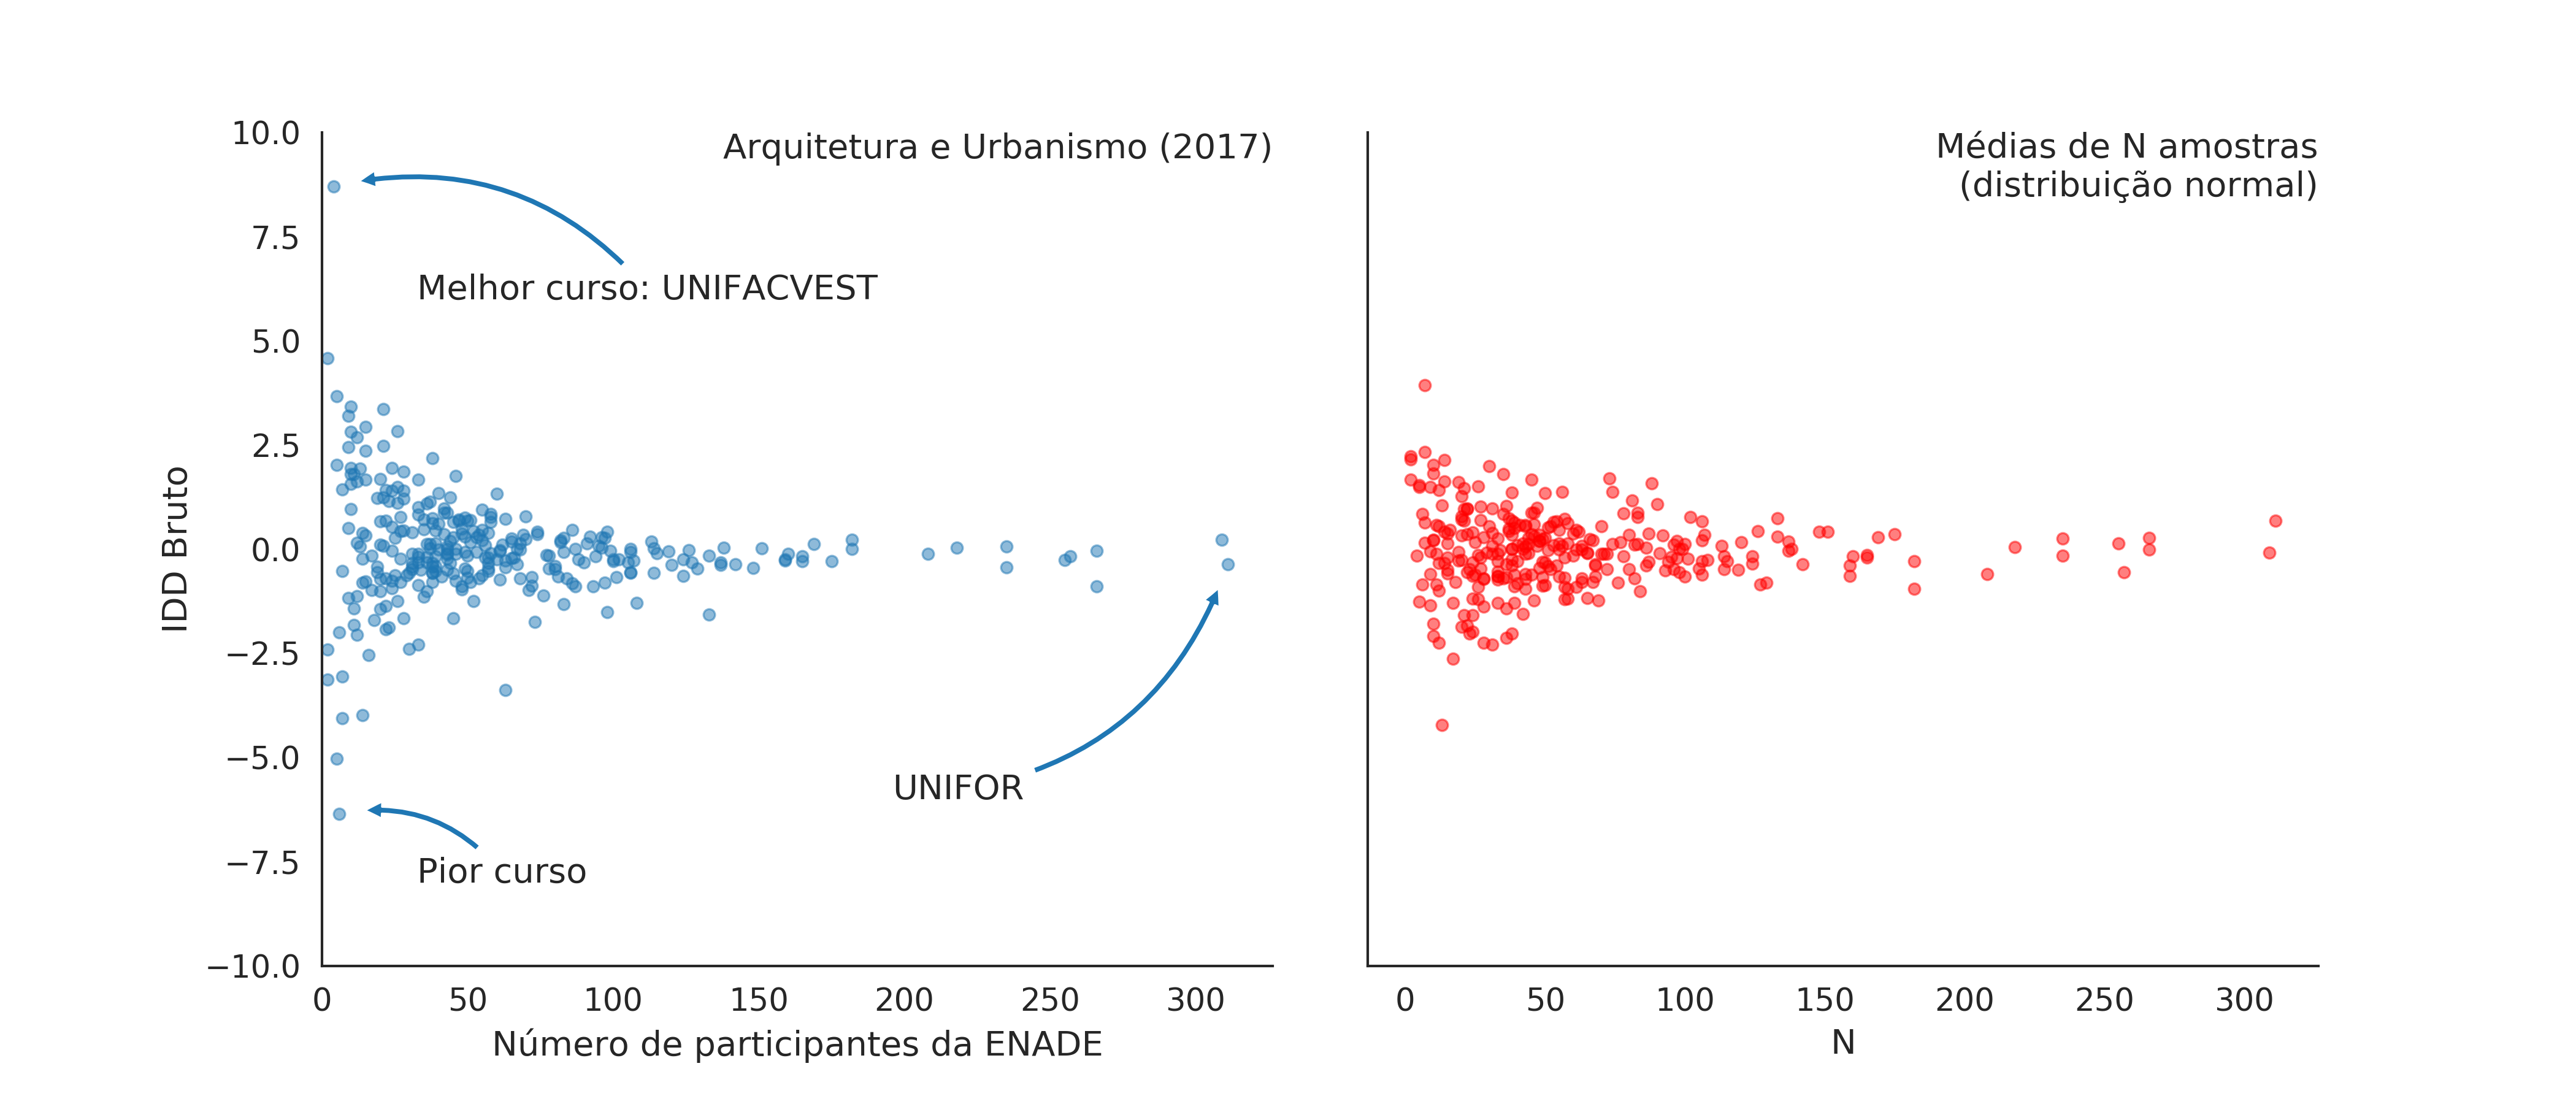 Arquitetura e Urbanismo (2017)
Melhor curso: UNIFACVEST
UNIFOR
Pior curso
IDD Bruto
10.0
7.5
5.0
2.5
0.0
−2.5
−5.0
−7.5
−10.0
0 50 100 150 200 250 300
Número de participantes da ENADE
Médias de N amostras
(distribuição normal)
0 50 100 150 200 250 300
N